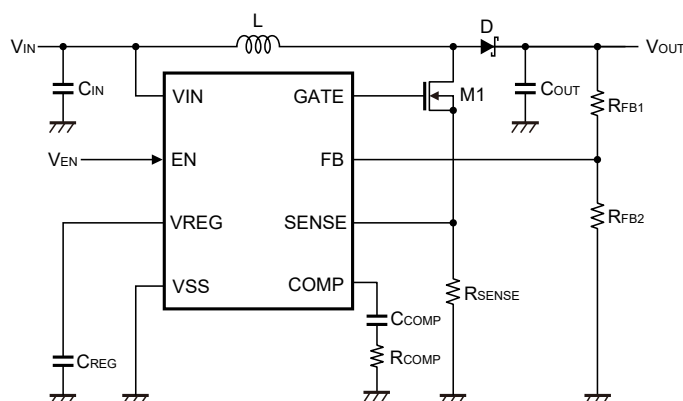 L
D
VIN
VOUT
CIN
VIN
GATE
M1
COUT
RFB1
VEN
EN
FB
VREG
SENSE
RFB2
VSS
COMP
RSENSE
CCOMP
CREG
RCOMP